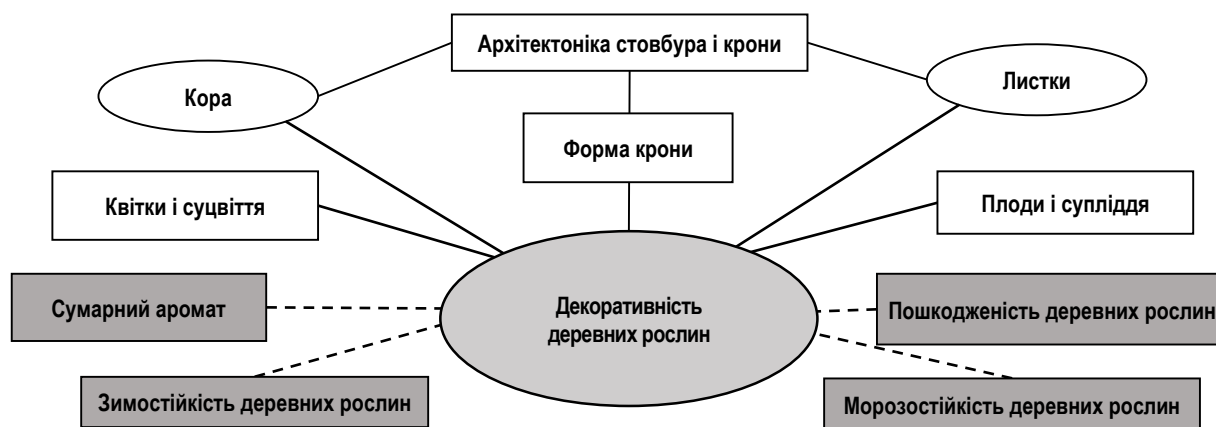 Архітектоніка стовбура і крони
Кора
Листки
Форма крони
Квітки і суцвіття
Плоди і супліддя
Сумарний аромат
Декоративність
деревних рослин
Пошкодженість деревних рослин
Зимостійкість деревних рослин
Морозостійкість деревних рослин